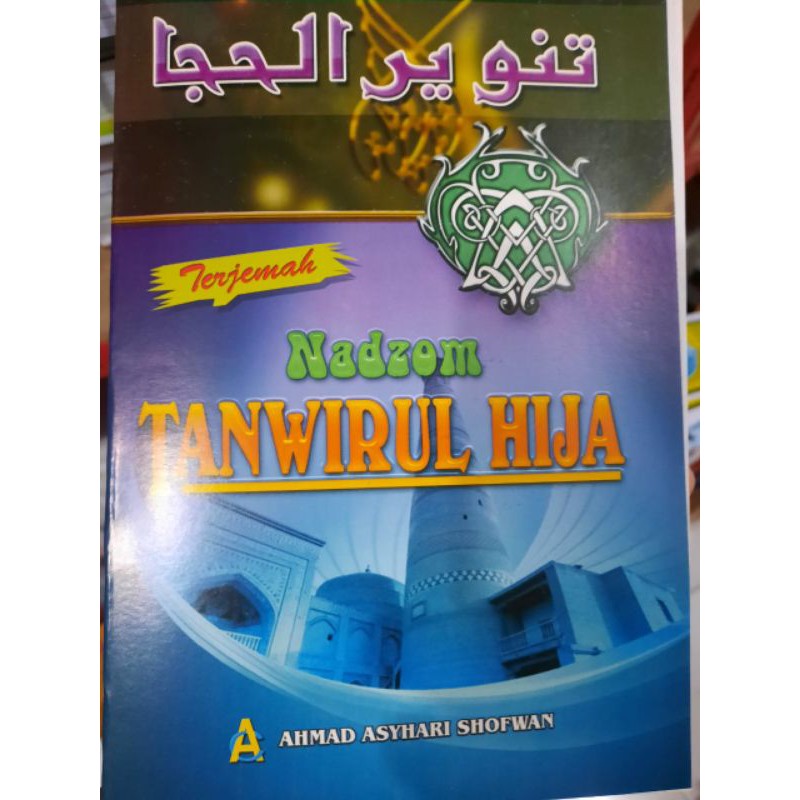 تنوير الحجا
Terjemah
Nadzom
TANWIRUL HIJA
AHMAD ASYHARI SHOFWAN